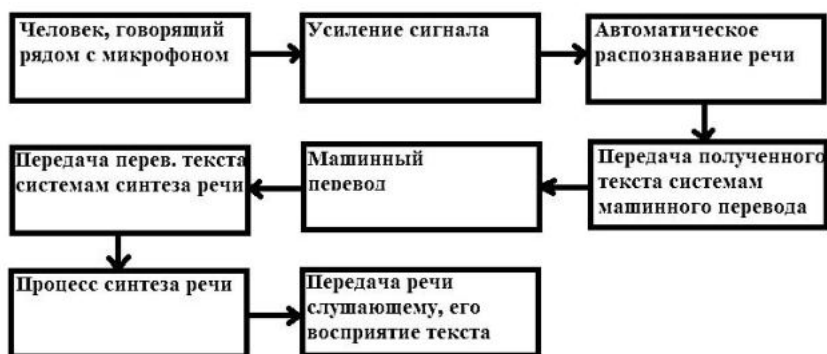 Человек, говорящий
рядом с микрофоном
Усиление сигнала
Автоматическое
распознавание речи
Передача полученного
текста системам
машинного перевода
Машинный
перевод
Передача перев. текста
системам синтеза речи
Процесс синтеза речи
Передача речи
слушающему, его
восприятие текста